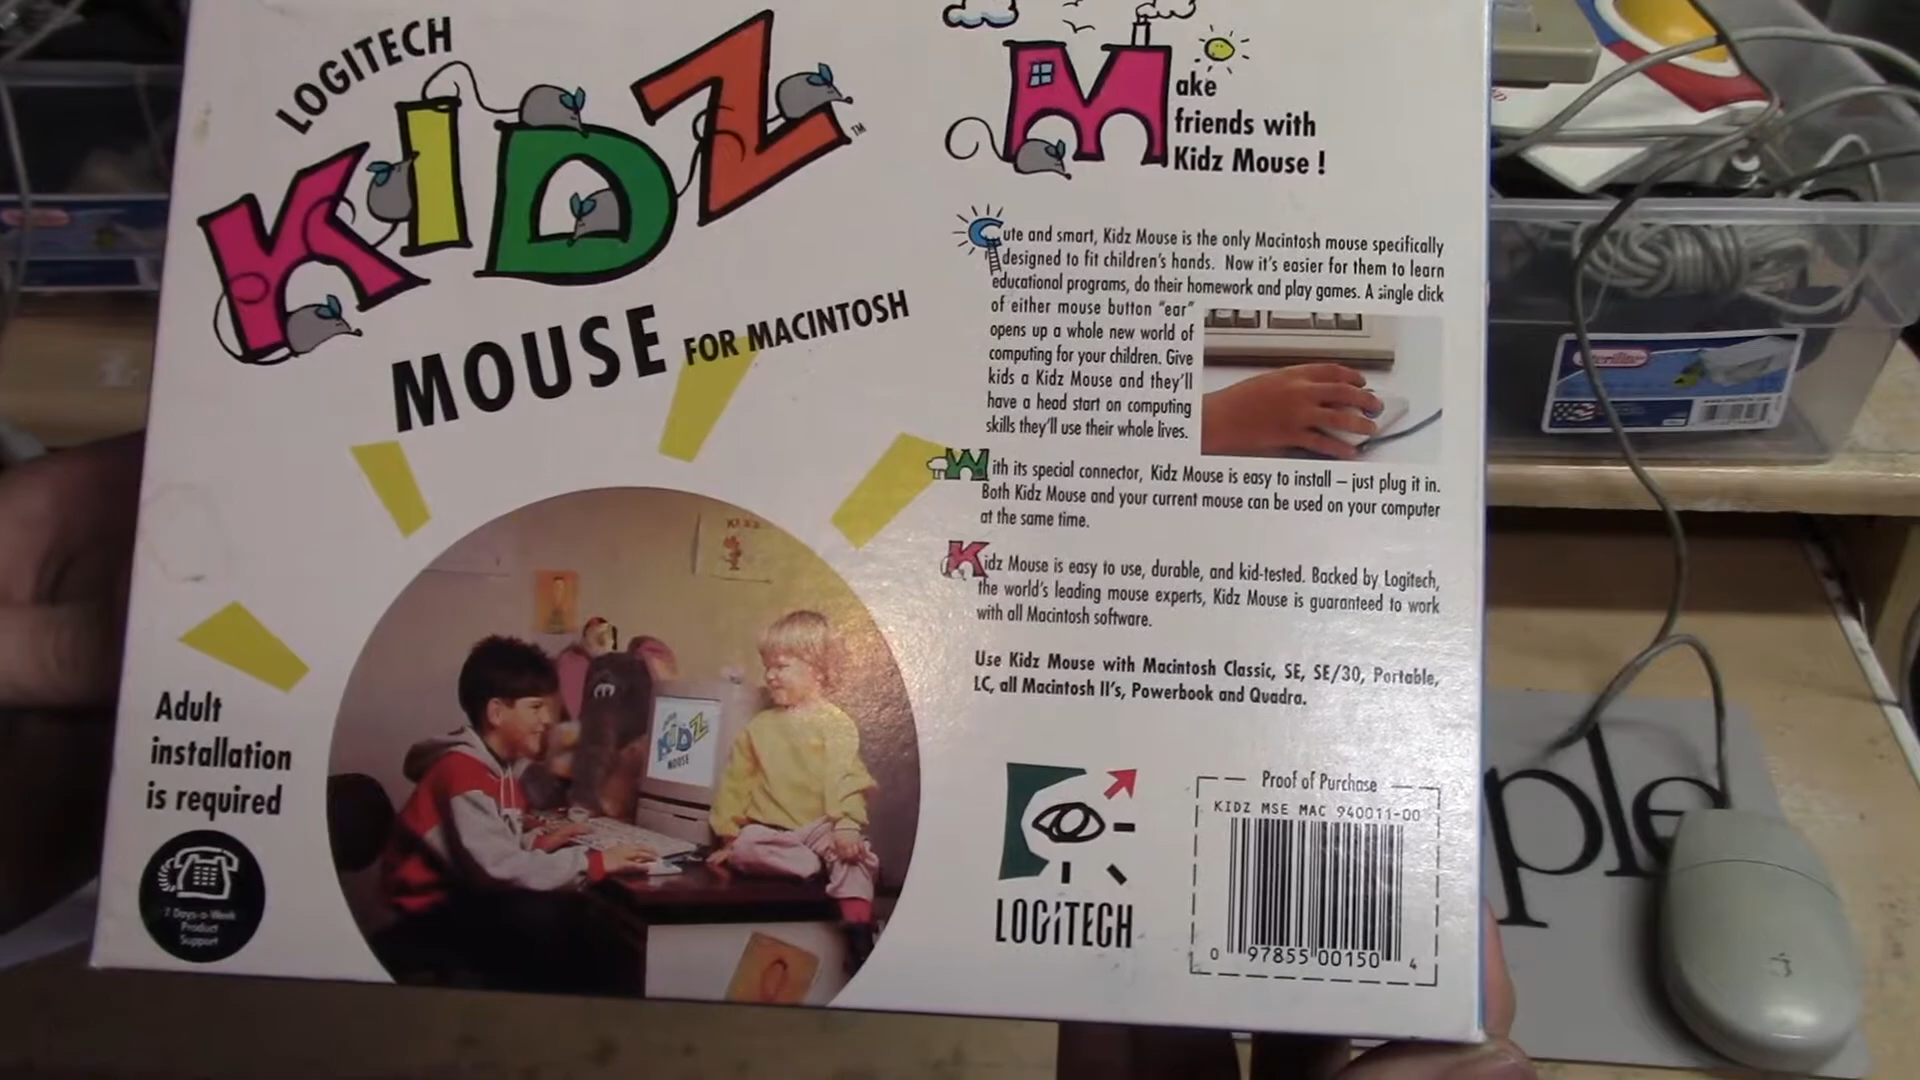 LOGITECH
KIDZ
TM
MOUSE FOR MACINTOSH
Make
friends with
Kidz Mouse !
Cute and smart, Kidz Mouse is the only Macintosh mouse specifically
designed to fit children's hands. Now it's easier for them to learn
educational programs, do their homework and play games. A single click
of either mouse button "ear"
opens up a whole new world of
computing for your children. Give
kids a Kidz Mouse and they'll
have a head start on computing
skills they'll use their whole lives.
With its special connector, Kidz Mouse is easy to install – just plug it in.
Both Kidz Mouse and your current mouse can be used on your computer
at the same time.
Kidz Mouse is easy to use, durable, and kid-tested. Backed by Logitech,
the world's leading mouse experts, Kidz Mouse is guaranteed to work
with all Macintosh software.
Use Kidz Mouse with Macintosh Classic, SE, SE/30, Portable,
LC, all Macintosh II's, Powerbook and Quadra.
Adult
installation
is required
7 Days-a-Week
Product
Support
KIDZ
MOUSE
LOGITECH
Proof of Purchase
KIDZ MSE MAC 940011-00
0 97855 00150 4
Sterilite
ple